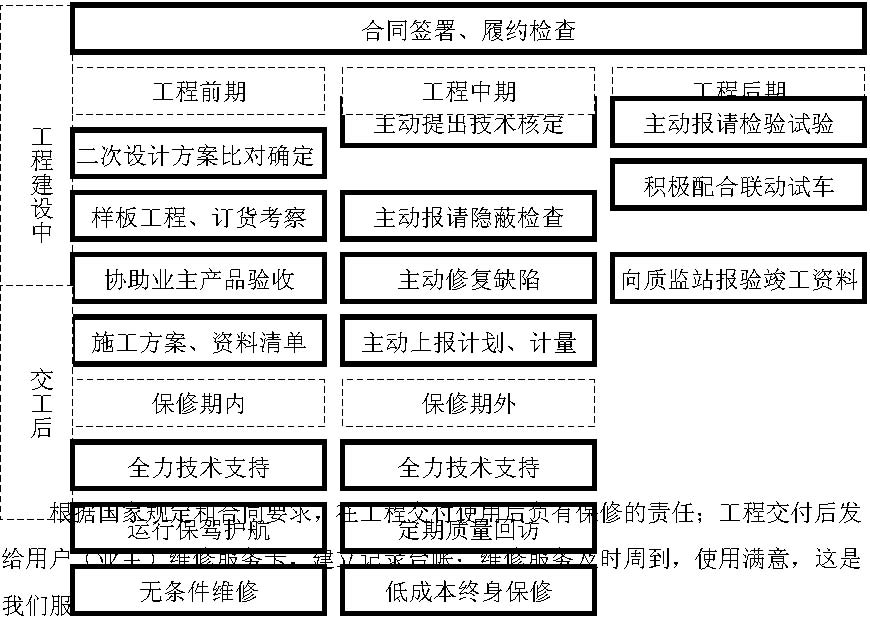 合同签署、履约检查
工程建设中
工程前期
工程中期
工程后期
二次设计方案比对确定
主动提出技术核定
主动报请检验试验
积极配合联动试车
样板工程、订货考察
主动报请隐蔽检查
协助业主产品验收
主动修复缺陷
向质监站报验竣工资料
施工方案、资料清单
主动上报计划、计量
交工后
保修期内
保修期外
全力技术支持
全力技术支持
根据国家规定和合同要求，在工程交付使用后负有保修的责任；工程交付后发
运行保驾护航
定期质量回访
给用户（业主）维修服务卡，建立记录台帐；维修服务及时周到，使用满意，这是
无条件维修
低成本终身保修
我们服